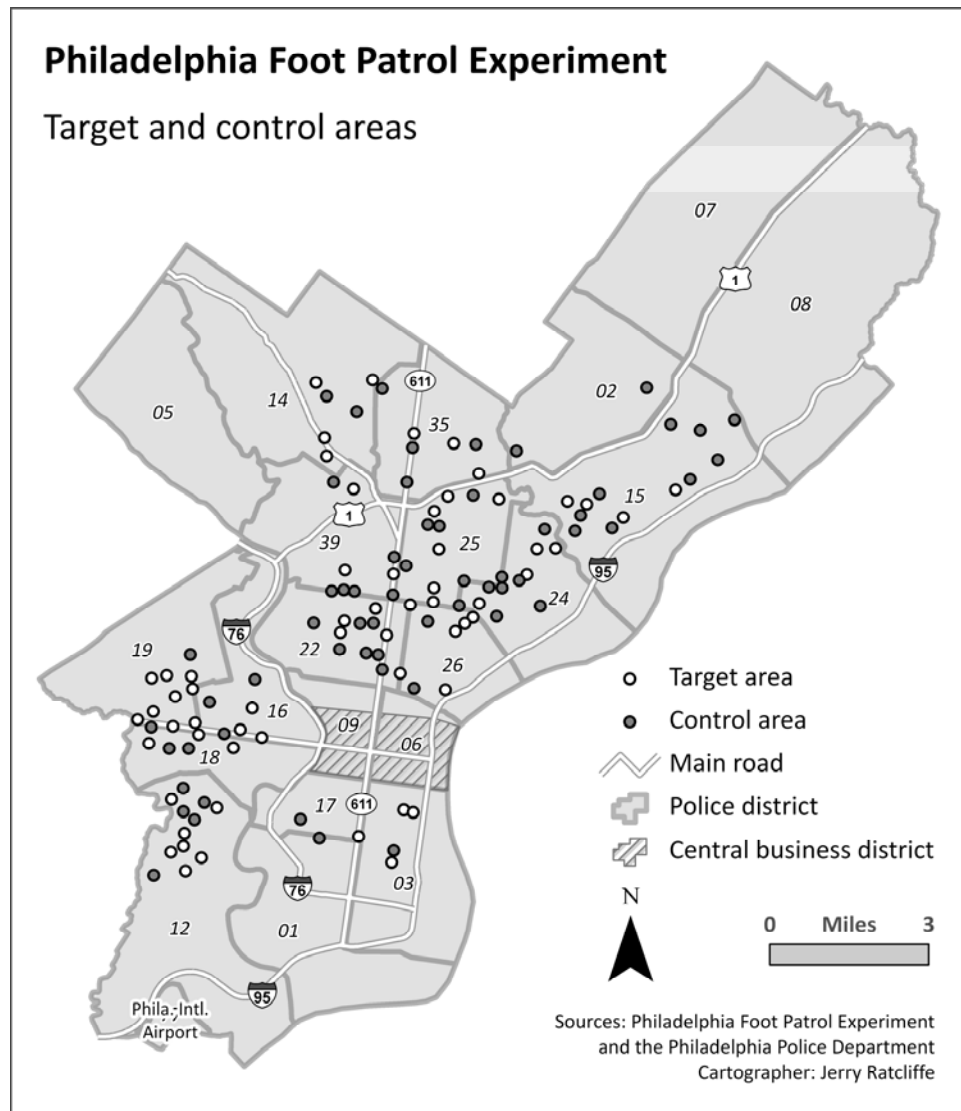 Philadelphia Foot Patrol Experiment
Target and control areas
07
1
08
02
05
14
611
35
15
1
39
25
95
24
76
19
22
26
16
09
06
18
17
611
76
03
12
01
95
Phila. Intl.
Airport
Target area
Control area
Main road
Police district
Central business district
N
0 Miles 3
Sources: Philadelphia Foot Patrol Experiment
and the Philadelphia Police Department
Cartographer: Jerry Ratcliffe